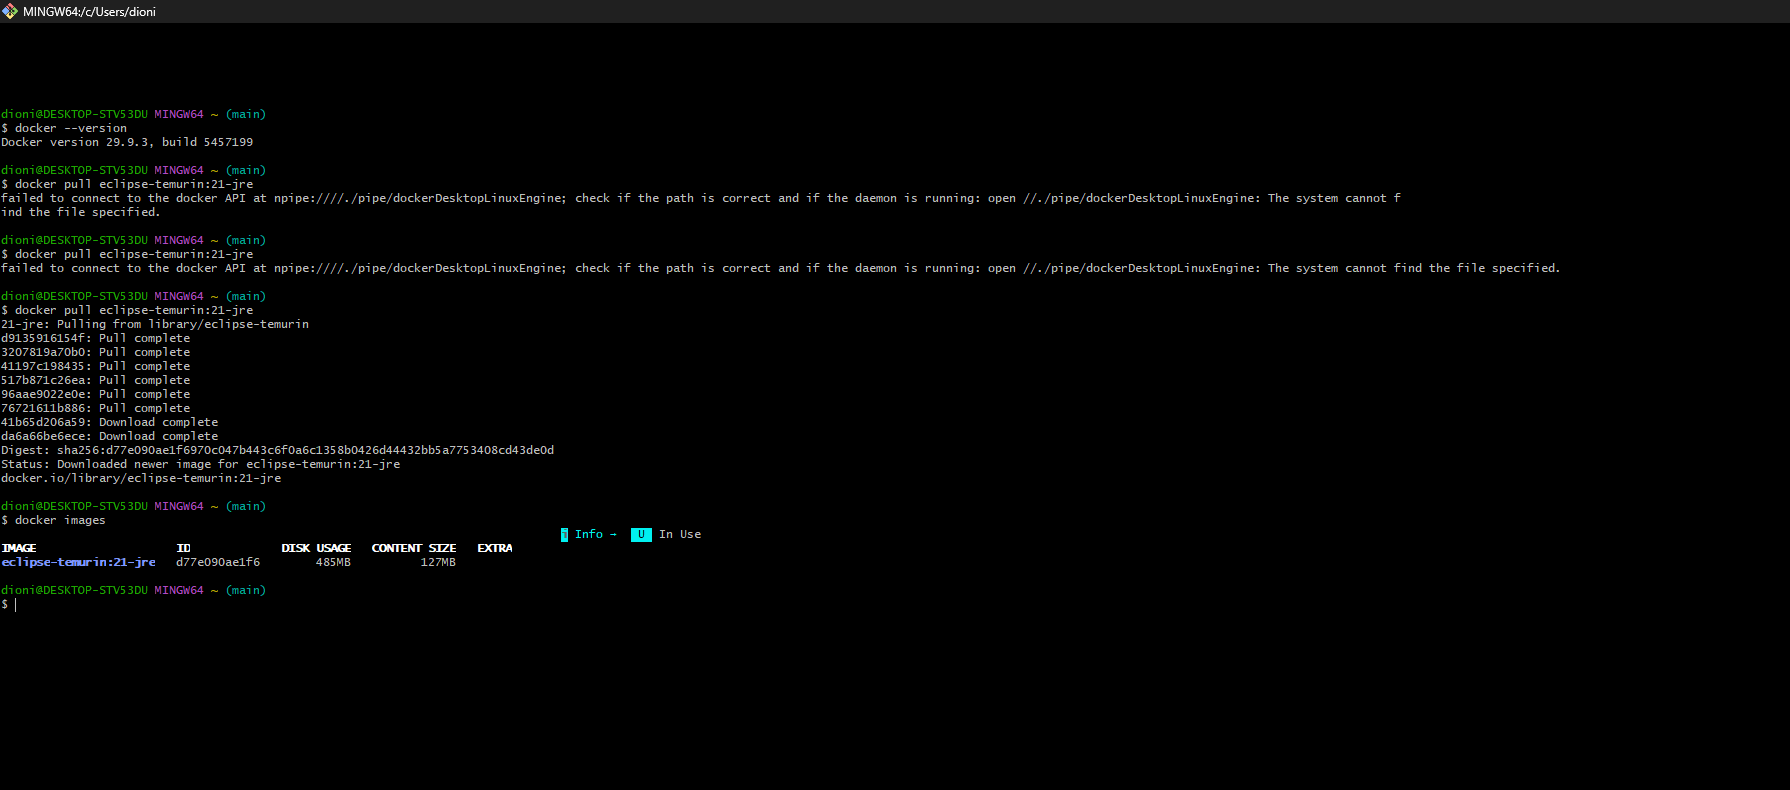 MINGW64:/c/Users/dioni
dioni@DESKTOP-STV53DU MINGW64 ~ (main)
$ docker --version
Docker version 29.9.3, build 5457199
dioni@DESKTOP-STV53DU MINGW64 ~ (main)
$ docker pull eclipse-temurin:21-jre
failed to connect to the docker API at npipe:////./pipe/dockerDesktopLinuxEngine; check if the path is correct and if the daemon is running: open //./pipe/dockerDesktopLinuxEngine: The system cannot f
ind the file specified.
dioni@DESKTOP-STV53DU MINGW64 ~ (main)
$ docker pull eclipse-temurin:21-jre
failed to connect to the docker API at npipe:////./pipe/dockerDesktopLinuxEngine; check if the path is correct and if the daemon is running: open //./pipe/dockerDesktopLinuxEngine: The system cannot find the file specified.
dioni@DESKTOP-STV53DU MINGW64 ~ (main)
$ docker pull eclipse-temurin:21-jre
21-jre: Pulling from library/eclipse-temurin
d9135916154f: Pull complete
3207819a70b0: Pull complete
41197c198435: Pull complete
517b871c26ea: Pull complete
96aae9022e0e: Pull complete
76721611b886: Pull complete
41b65d206a59: Download complete
da6a66be6ece: Download complete
Digest: sha256:d77e090ae1f6970c047b443c6f0a6c1358b0426d44432bb5a7753408cd43de0d
Status: Downloaded newer image for eclipse-temurin:21-jre
docker.io/library/eclipse-temurin:21-jre
dioni@DESKTOP-STV53DU MINGW64 ~ (main)
$ docker images
i Info → U In Use
IMAGE ID DISK USAGE CONTENT SIZE EXTRA
eclipse-temurin:21-jre d77e090ae1f6 485MB 127MB
dioni@DESKTOP-STV53DU MINGW64 ~ (main)
$